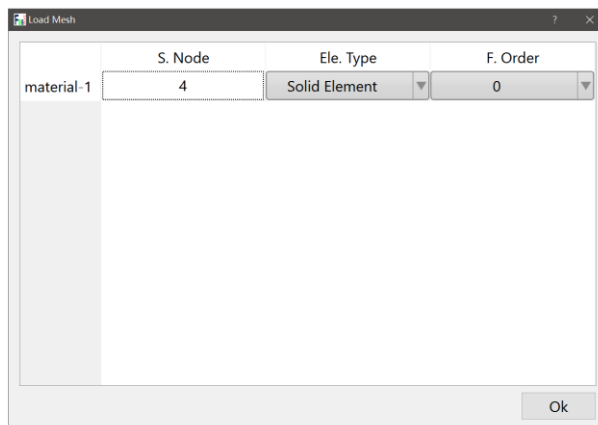 Load Mesh ? ×
S. Node Ele. Type F. Order
material-1 4 Solid Element 0
Ok